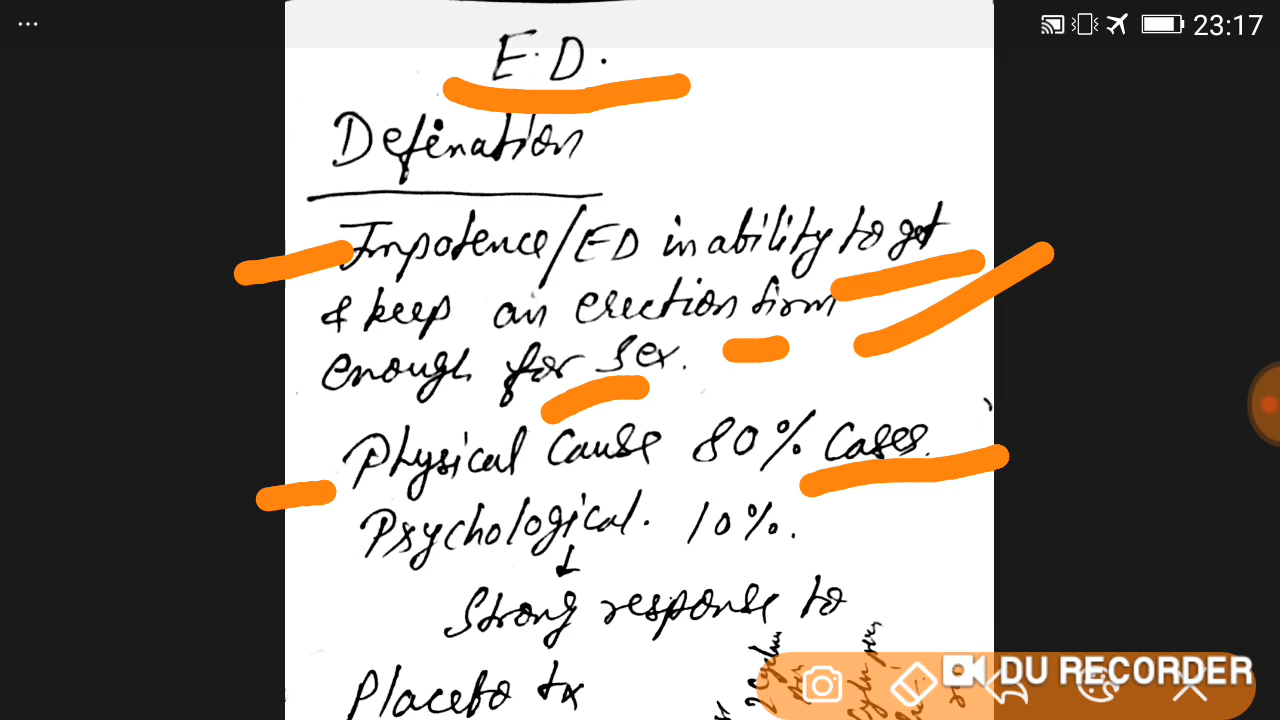 ...
23:17
E.D.
Defination
Impotence/ED inability to get
& keep an erection firm
enough for sex.
Physical Cause 80% Cases.
Psychological. 10%.
↓
Strong response to
Placebo tx
DU RECORDER